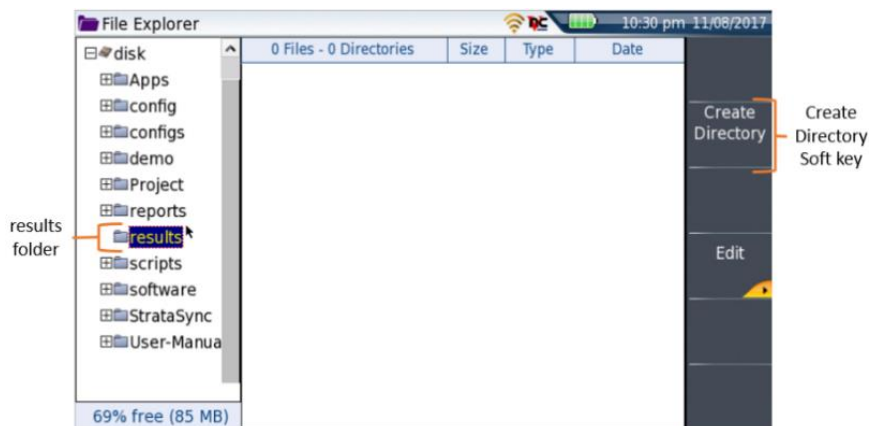 File Explorer
10:30 pm 11/08/2017
disk
0 Files - 0 Directories
Size
Type
Date
Apps
config
configs
demo
Project
reports
results
scripts
software
StrataSync
User-Manua
69% free (85 MB)
Create
Directory
Edit
results
folder
Create
Directory
Soft key